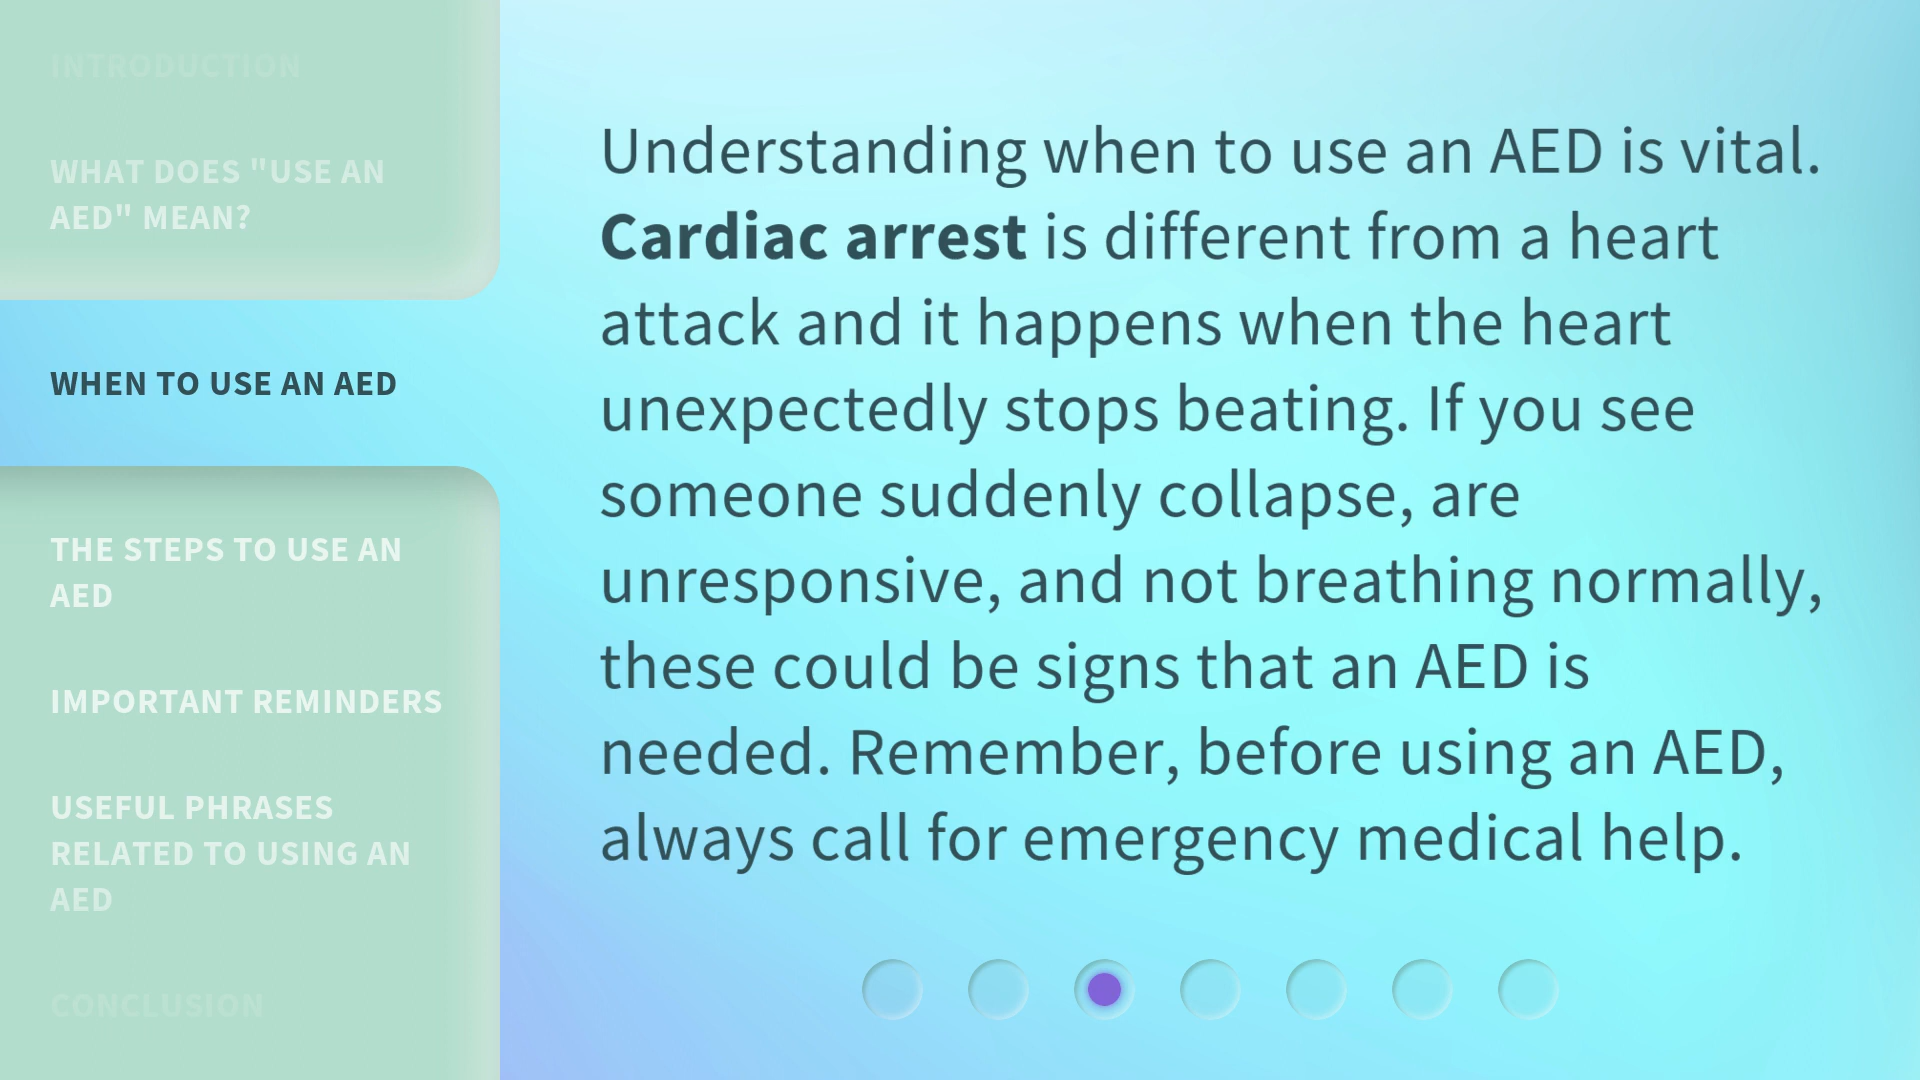 INTRODUCTION
WHAT DOES "USE AN
AED" MEAN?
WHEN TO USE AN AED
THE STEPS TO USE AN
AED
IMPORTANT REMINDERS
USEFUL PHRASES
RELATED TO USING AN
AED
CONCLUSION
Understanding when to use an AED is vital.
Cardiac arrest is different from a heart
attack and it happens when the heart
unexpectedly stops beating. If you see
someone suddenly collapse, are
unresponsive, and not breathing normally,
these could be signs that an AED is
needed. Remember, before using an AED,
always call for emergency medical help.